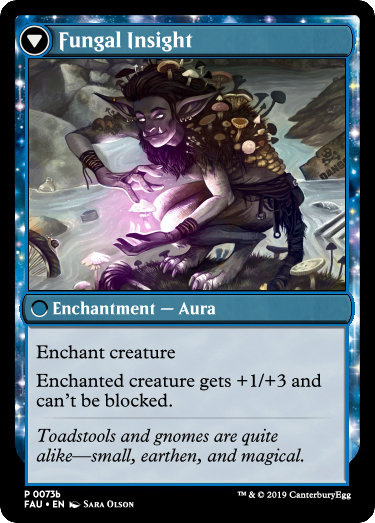 Fungal Insight
Enchantment — Aura
Enchant creature
Enchanted creature gets +1/+3 and
can't be blocked.
Toadstools and gnomes are quite
alike—small, earthen, and magical.
P 0073b
FAU • EN Sara Olson
™ & © 2019 CanterburyEgg